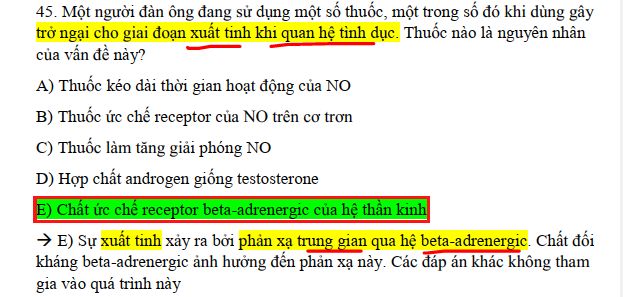 45. Một người đàn ông đang sử dụng một số thuốc, một trong số đó khi dùng gây
trở ngại cho giai đoạn xuất tinh khi quan hệ tình dục. Thuốc nào là nguyên nhân
của vấn đề này?
A) Thuốc kéo dài thời gian hoạt động của NO
B) Thuốc ức chế receptor của NO trên cơ trơn
C) Thuốc làm tăng giải phóng NO
D) Hợp chất androgen giống testosterone
E) Chất ức chế receptor beta-adrenergic của hệ thần kinh
→ E) Sự xuất tinh xảy ra bởi phản xạ trung gian qua hệ beta-adrenergic. Chất đối
kháng beta-adrenergic ảnh hưởng đến phản xạ này. Các đáp án khác không tham
gia vào quá trình này